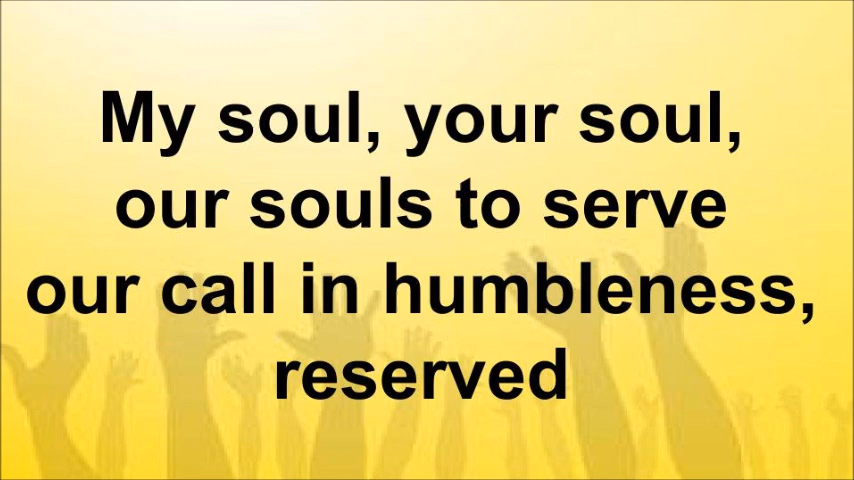 My soul, your soul,
our souls to serve
our call in humbleness,
reserved